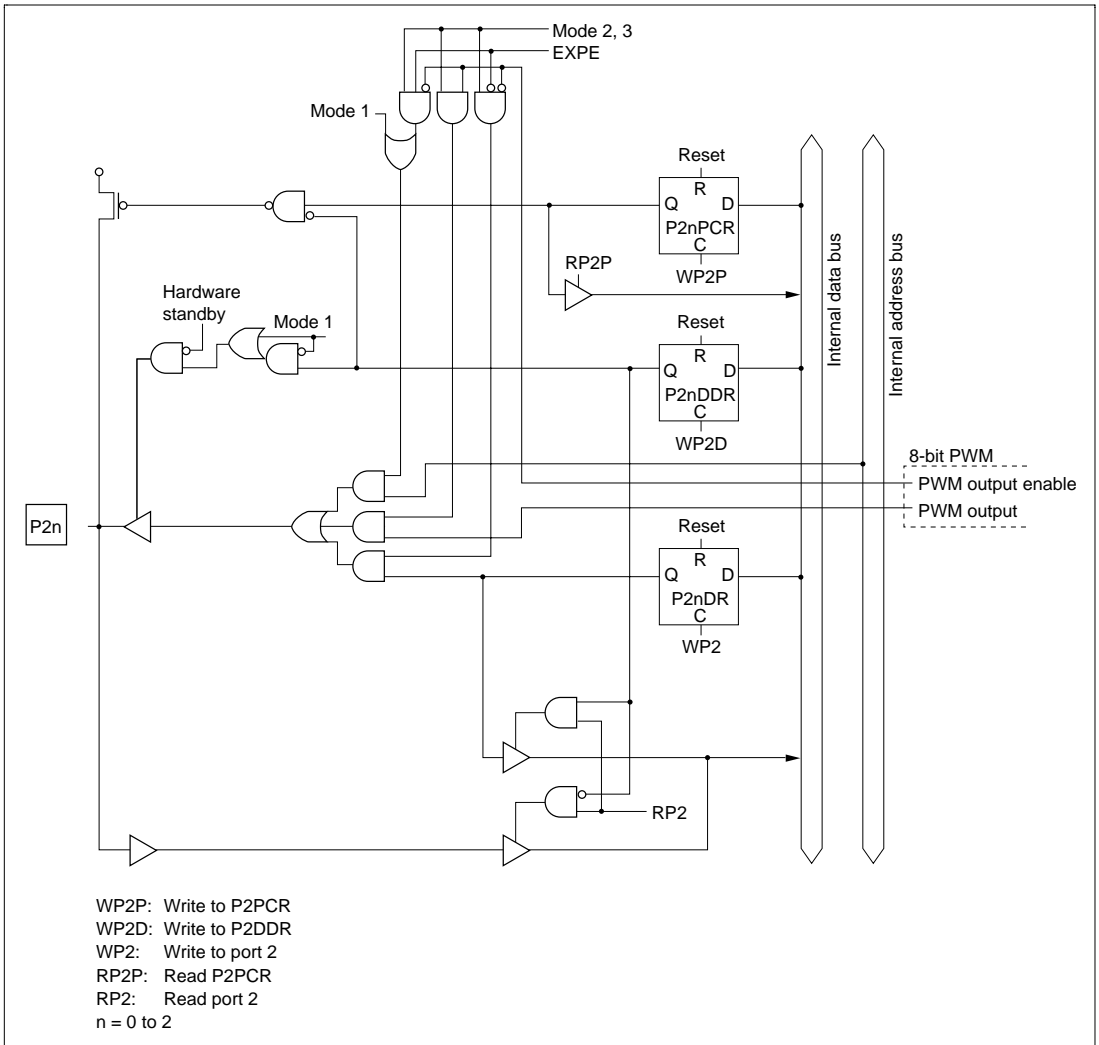 Mode 2, 3
EXPE
Mode 1
Reset
R
Q D
P2nPCR
C
WP2P
RP2P
Hardware
standby
Mode 1
Reset
R
Q D
P2nDDR
C
WP2D
Internal data bus
Internal address bus
8-bit PWM
PWM output enable
PWM output
P2n
Reset
R
Q D
P2nDR
C
WP2
RP2
WP2P: Write to P2PCR
WP2D: Write to P2DDR
WP2: Write to port 2
RP2P: Read P2PCR
RP2: Read port 2
n = 0 to 2